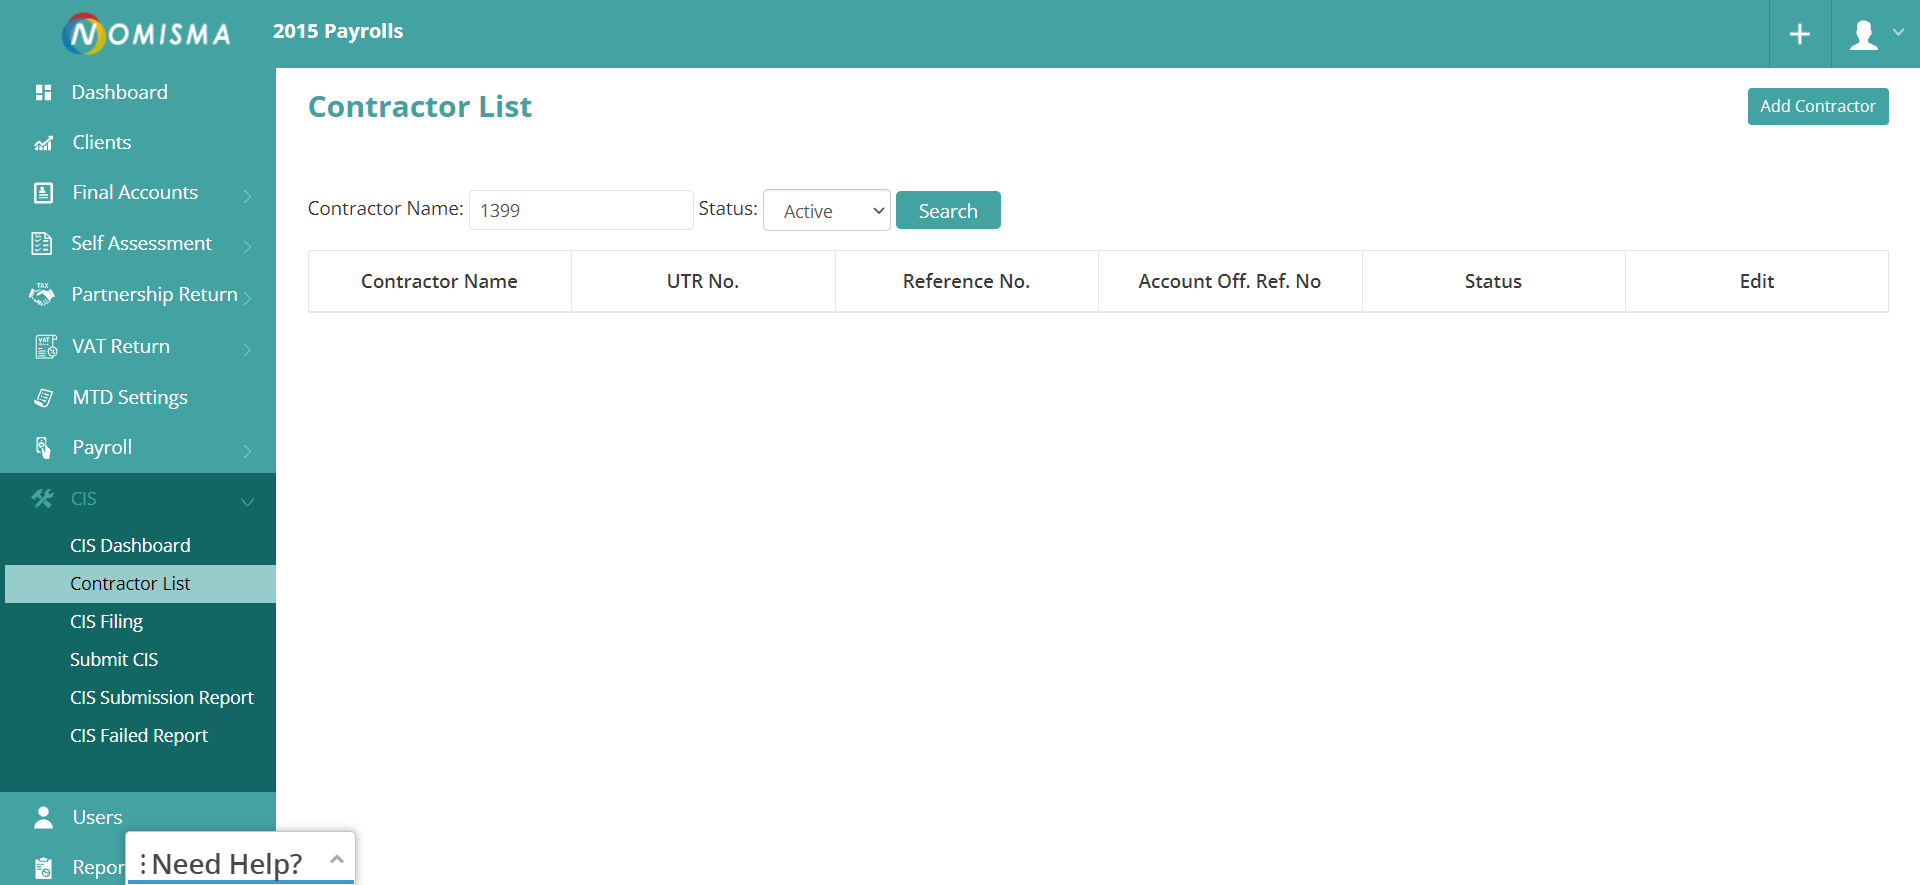 NOMISMA
2015 Payrolls
Dashboard
Clients
Final Accounts
Self Assessment
TAX
Partnership Return
VAT
VAT Return
MTD Settings
Payroll
CIS
CIS Dashboard
Contractor List
CIS Filing
Submit CIS
CIS Submission Report
CIS Failed Report
Users
Repor
Need Help?
Contractor List
Add Contractor
Contractor Name: 1399 Status: Active Search
Contractor Name UTR No. Reference No. Account Off. Ref. No Status Edit